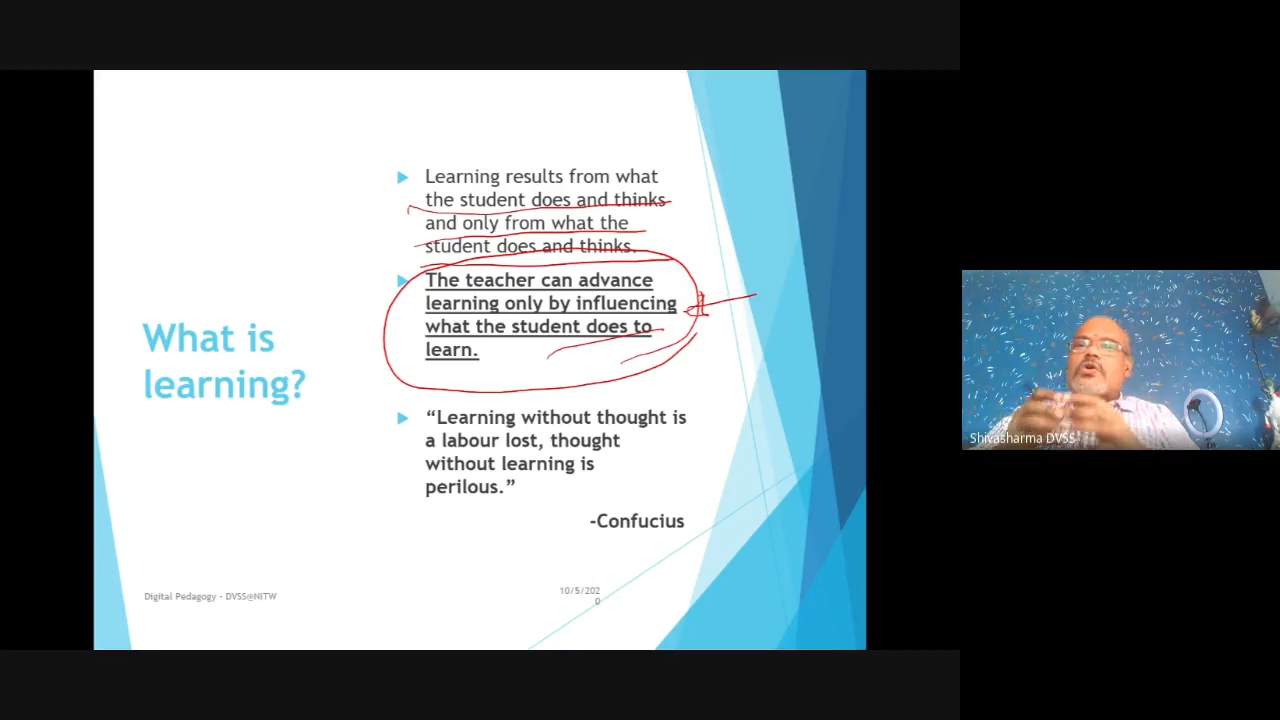 What is
learning?
Learning results from what
the student does and thinks
and only from what the
student does and thinks.
The teacher can advance
learning only by influencing
what the student does to
learn.
“Learning without thought is
a labour lost, thought
without learning is
perilous.”
-Confucius
Digital Pedagogy - DVSS@NITW
10/5/202
0
Shivasharma DVSS